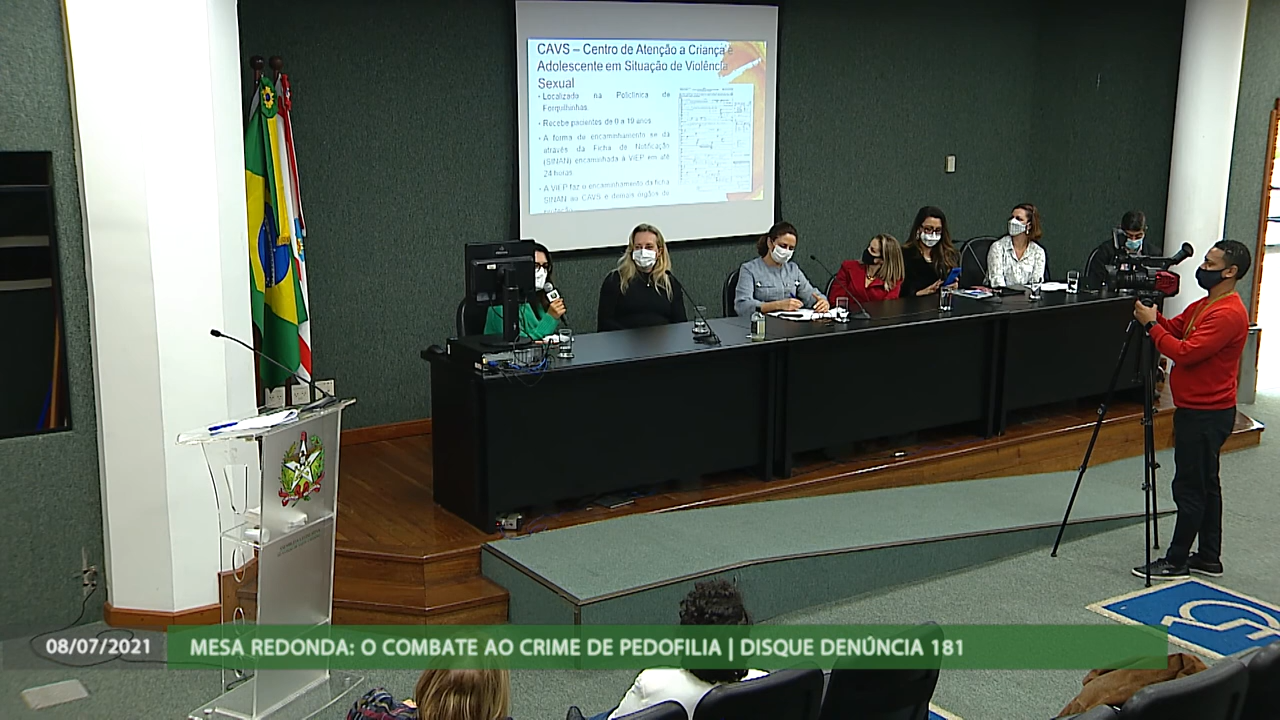 CAVS – Centro de Atenção a Criança e
Adolescente em Situação de Violência
Sexual
• Localizado na Policlínica de
Forquilhinhas
• Recebe pacientes de 0 a 19 anos
• A forma de encaminhamento se dá
através da Ficha de Notificação
(SINAN) encaminhada à VIEP em até
24 horas.
• A VIEP faz o encaminhamento da ficha
SINAN ao CAVS e demais órgãos de
08/07/2021
MESA REDONDA: O COMBATE AO CRIME DE PEDOFILIA | DISQUE DENÚNCIA 181